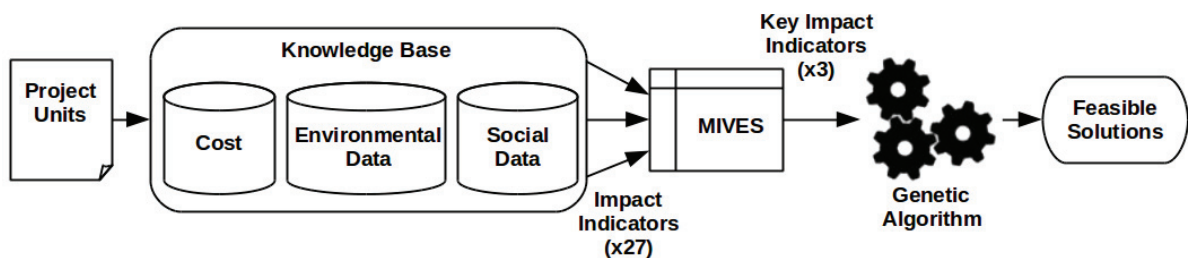 Project
Units
Knowledge Base
Cost
Environmental
Data
Social
Data
Impact
Indicators
(x27)
MIVES
Key Impact
Indicators
(x3)
Genetic
Algorithm
Feasible
Solutions